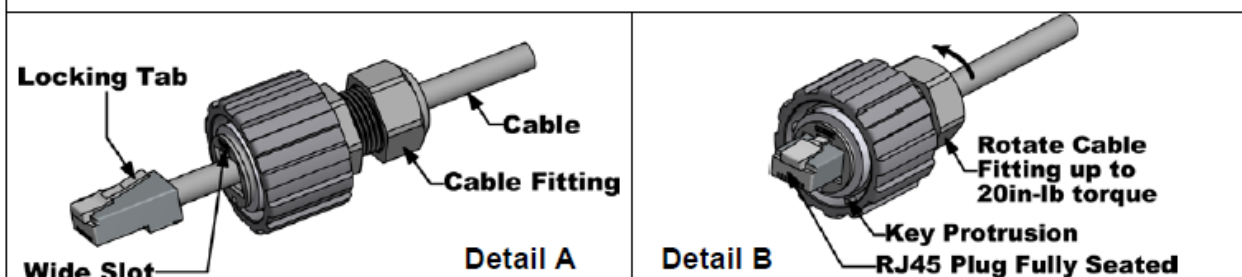 Locking Tab
Cable
Cable Fitting
Wide Slot
Detail A
Rotate Cable
Fitting up to
20in-lb torque
Key Protrusion
RJ45 Plug Fully Seated
Detail B